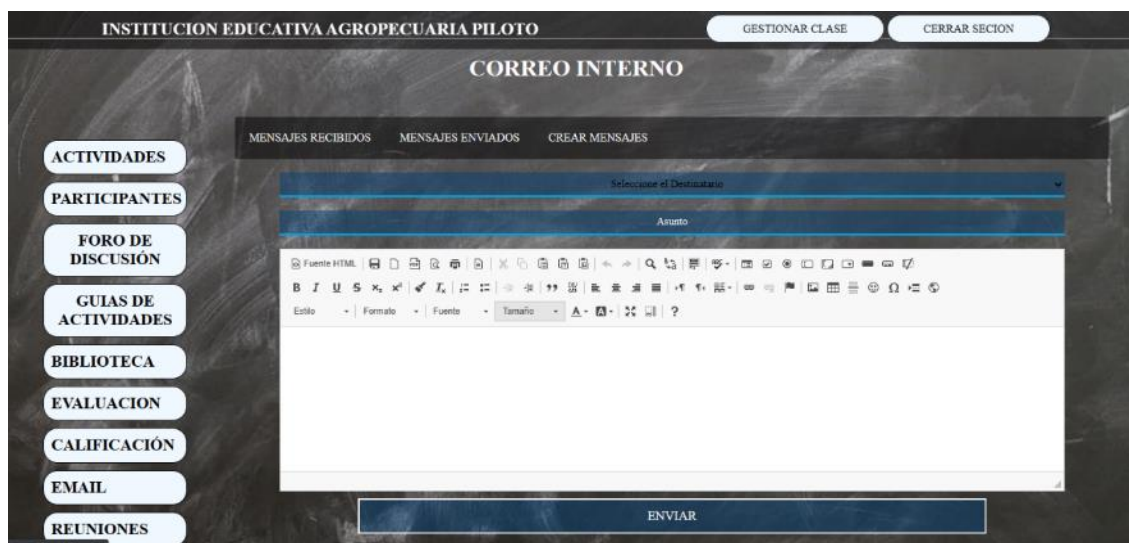 INSTITUCION EDUCATIVA AGROPECUARIA PILOTO
GESTIONAR CLASE
CERRAR SECION
CORREO INTERNO
MENSAJES RECIBIDOS MENSAJES ENVIADOS CREAR MENSAJES
ACTIVIDADES
PARTICIPANTES
FORO DE
DISCUSIÓN
GUIAS DE
ACTIVIDADES
BIBLIOTECA
EVALUACION
CALIFICACIÓN
EMAIL
REUNIONES
Seleccione el Destinatario
Asunto
Fuente HTML
Estilo Formato Fuente Tamaño
ENVIAR